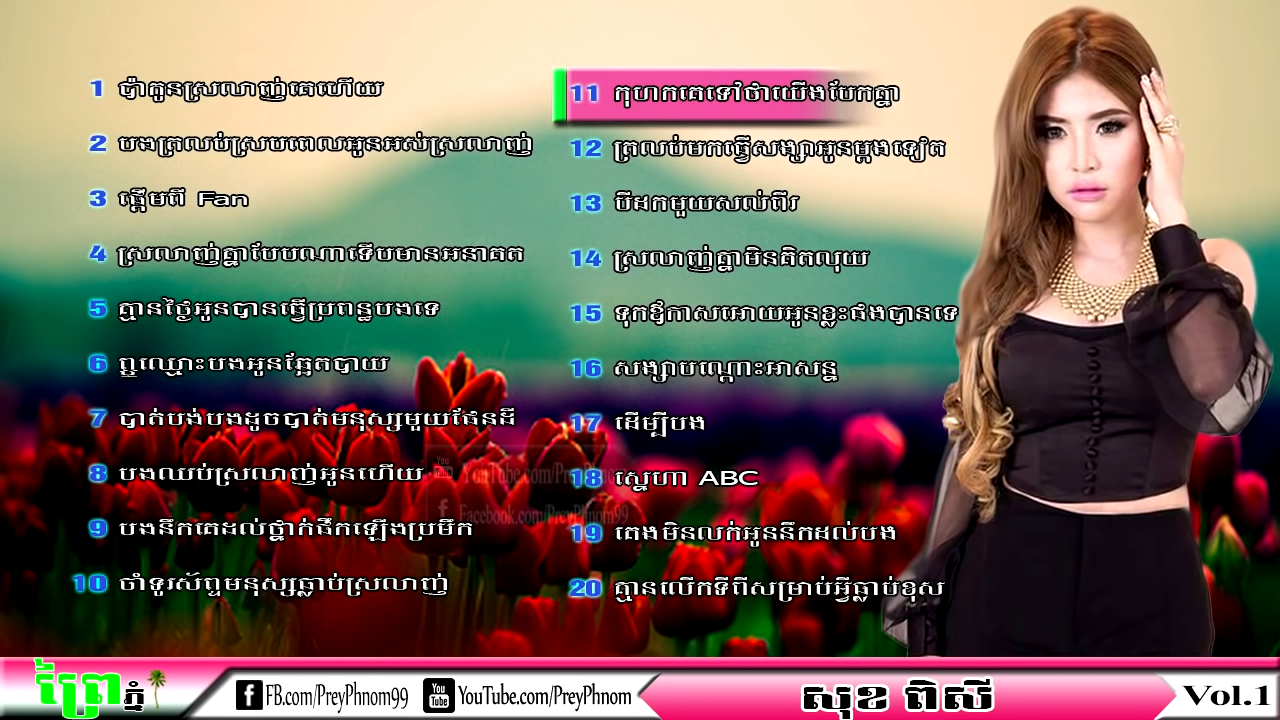 1 ប៉ាកូនស្រលាញ់គេហើយ
2 បងត្រលប់ស្របពេលអូនអស់ស្រលាញ់
3 ផ្ដើមពី Fan
4 ស្រលាញ់គ្នាបែបណាទើបមានអនាគត
5 គ្មានថ្ងៃអូនបានធ្វើប្រពន្ធបងទេ
6 ឮឈ្មោះបងអូនឆ្អែតបាយ
7 បាត់បង់បងដូចបាត់មនុស្សមួយផែនដី
8 បងឈប់ស្រលាញ់អូនហើយ
9 បងនឹកគេដល់ថ្នាក់ផឹកឡើងប្រមឹក
10 ចាំទូរស័ព្ទមនុស្សធ្លាប់ស្រលាញ់
11 កុហកគេទៅថាយើងបែកគ្នា
12 ត្រលប់មកធ្វើសង្សាអូនម្ដងទៀត
13 បីដកមួយសល់ពីរ
14 ស្រលាញ់គ្នាមិនគិតលុយ
15 ទុកឱកាសអោយអូនខ្លះផងបានទេ
16 សង្សាបណ្ដោះអាសន្ន
17 ដើម្បីបង
18 ស្នេហា ABC
19 គេងមិនលក់អូននឹកដល់បង
20 គ្មានលើកទីពីសម្រាប់អ្វីធ្លាប់ខុស
YouTube.com/PreyPhnom
Facebook.com/PreyPhnom99
ព្រៃភ្នំ
FB.com/PreyPhnom99
YouTube.com/PreyPhnom
សុខ ពិសី
Vol.1